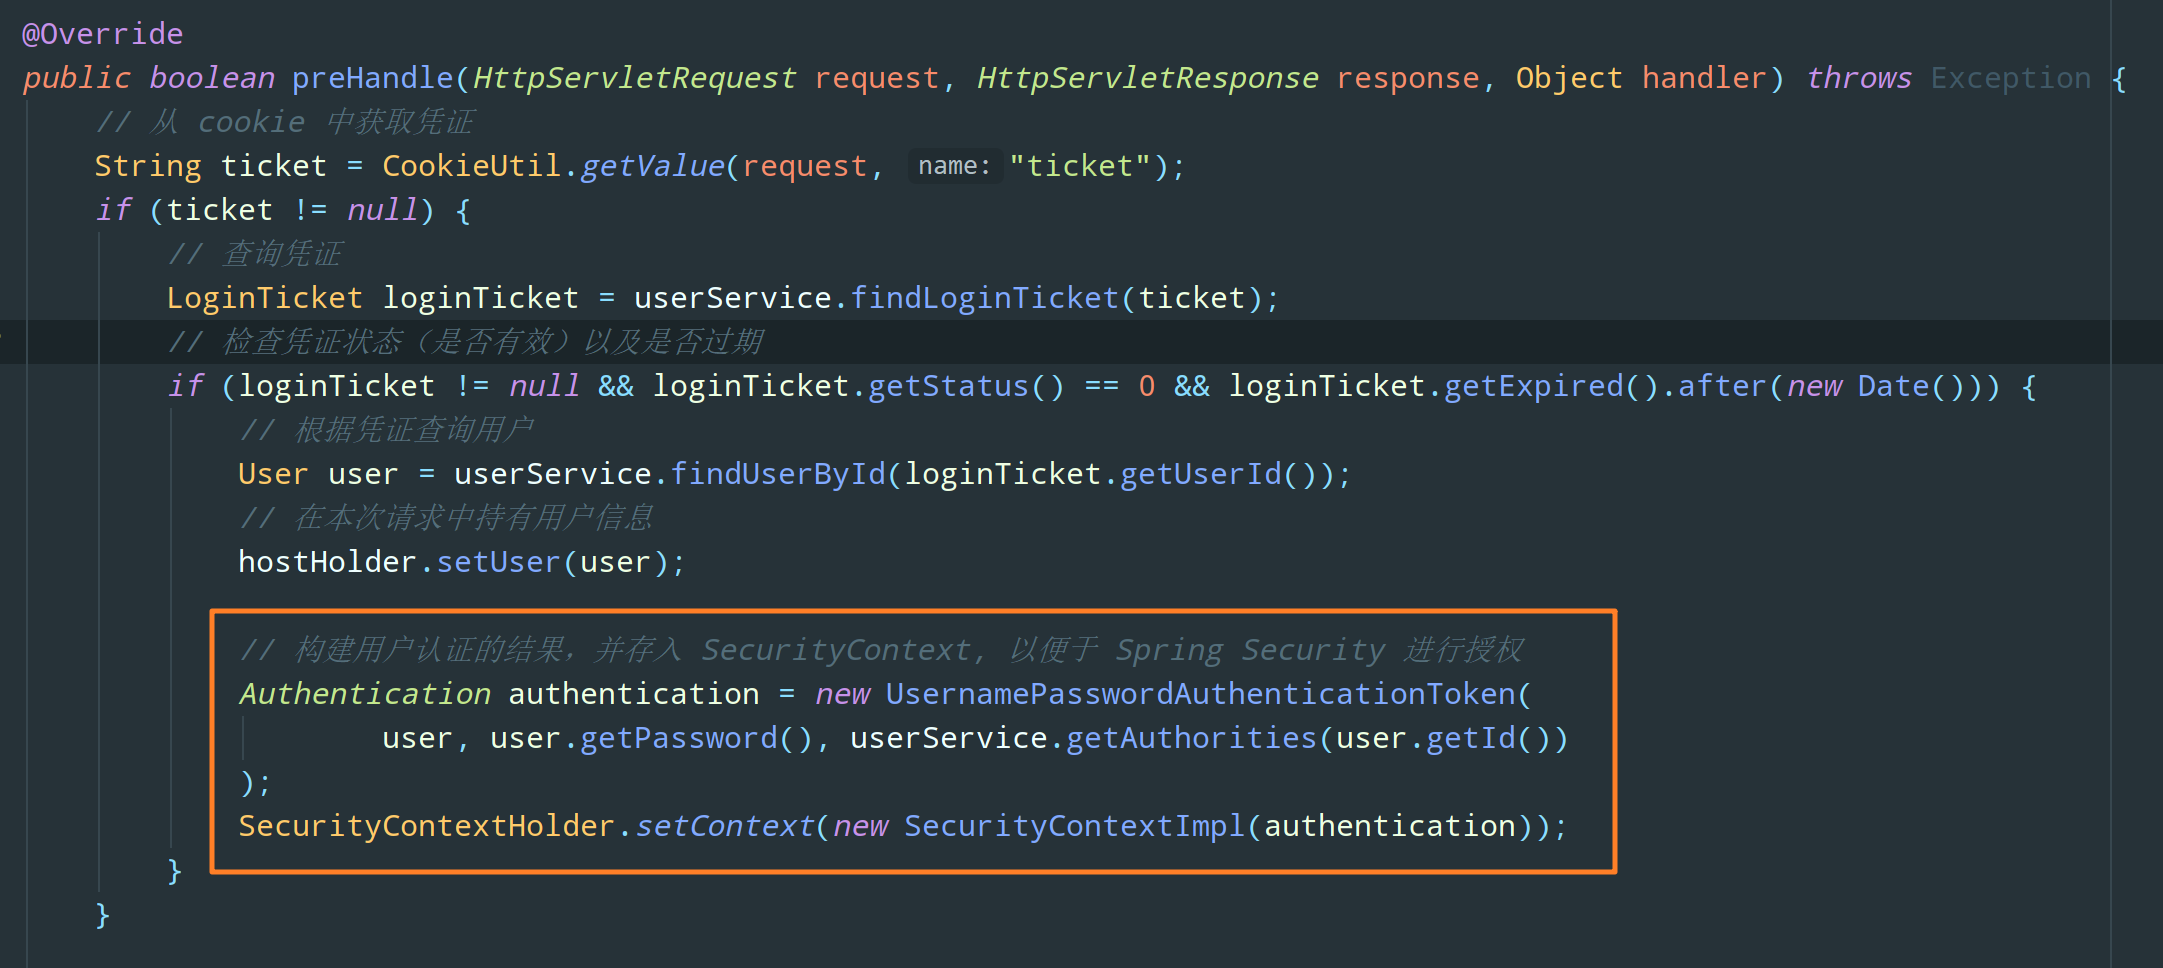 @Override
public boolean preHandle(HttpServletRequest request, HttpServletResponse response, Object handler) throws Exception {
// 从 cookie 中获取凭证
String ticket = CookieUtil.getValue(request, name: "ticket");
if (ticket != null) {
// 查询凭证
LoginTicket loginTicket = userService.findLoginTicket(ticket);
// 检查凭证状态（是否有效）以及是否过期
if (loginTicket != null && loginTicket.getStatus() == 0 && loginTicket.getExpired().after(new Date())) {
// 根据凭证查询用户
User user = userService.findUserById(loginTicket.getUserId());
// 在本次请求中持有用户信息
hostHolder.setUser(user);
// 构建用户认证的结果，并存入 SecurityContext, 以便于 Spring Security 进行授权
Authentication authentication = new UsernamePasswordAuthenticationToken(
user, user.getPassword(), userService.getAuthorities(user.getId())
);
SecurityContextHolder.setContext(new SecurityContextImpl(authentication));
}
}